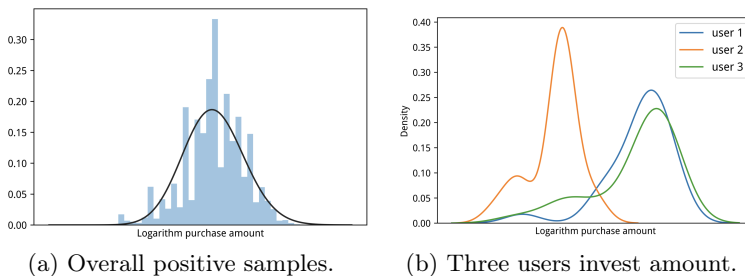 0.30
0.25
0.20
0.15
0.10
0.05
0.00
Logarithm purchase amount
(a) Overall positive samples.
0.40
0.35
0.30
0.25
0.20
0.15
0.10
0.05
0.00
Density
user 1
user 2
user 3
Logarithm purchase amount
(b) Three users invest amount.